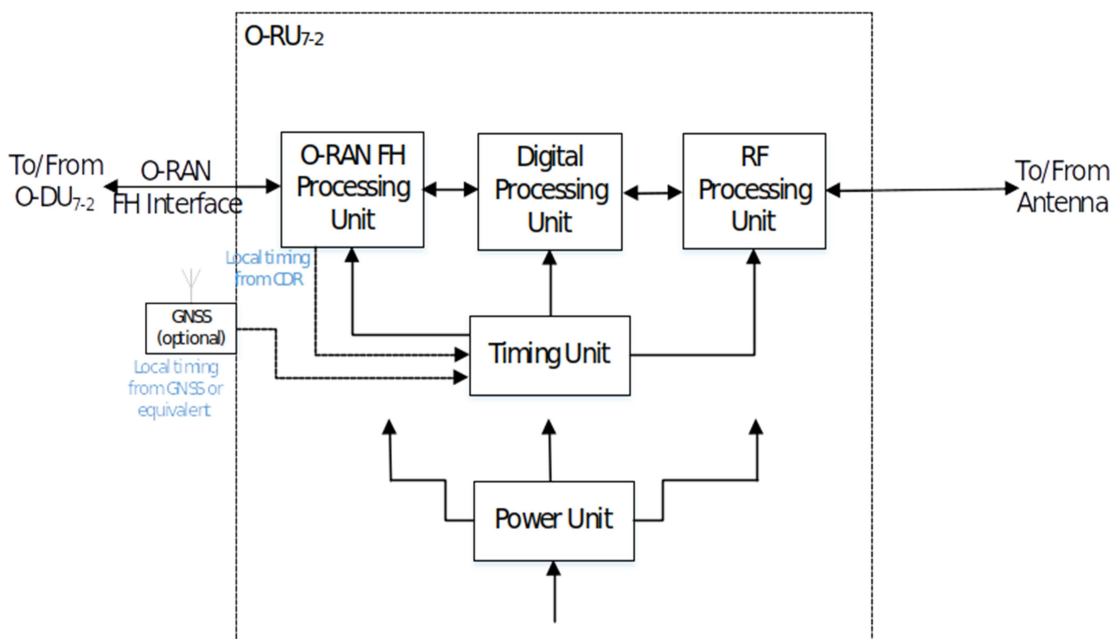 O-RU7-2
To/From
O-DU7-2
O-RAN
FH Interface
O-RAN FH
Processing
Unit
Digital
Processing
Unit
RF
Processing
Unit
To/From
Antenna
Local timing
from CDR
GNSS
(optional)
Local timing
from GNSS or
equivalent
Timing Unit
Power Unit